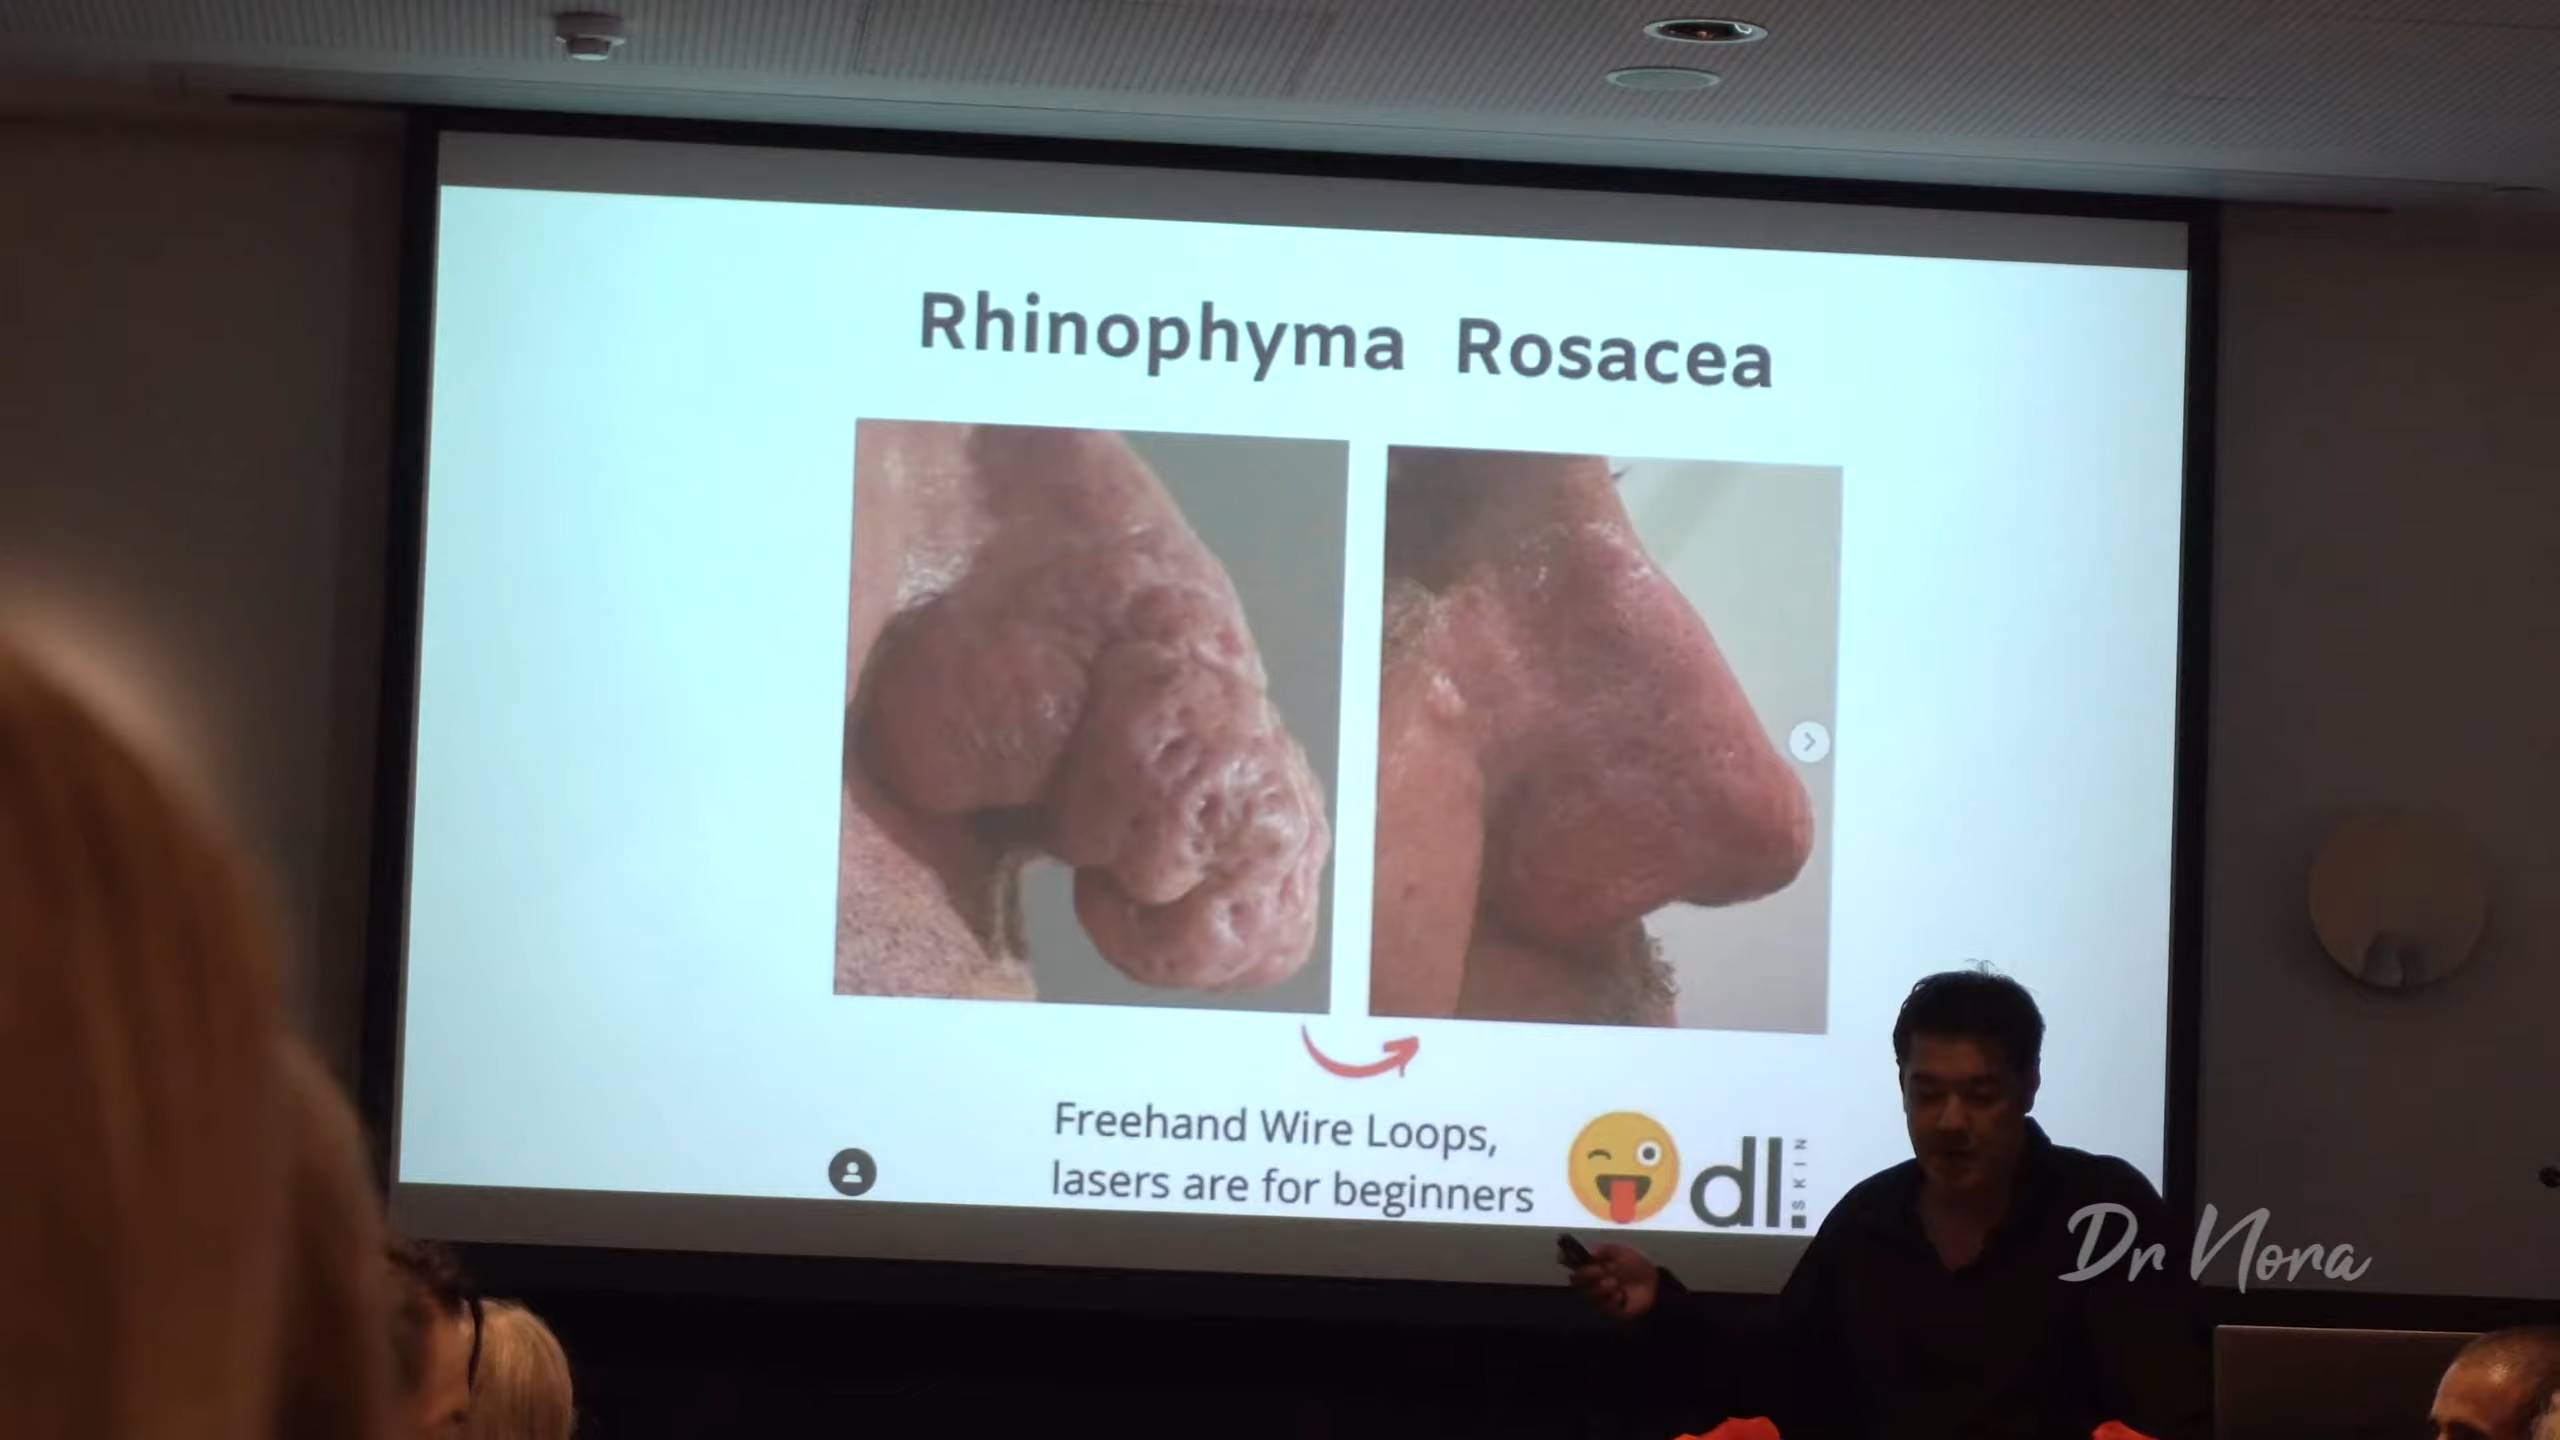 Rhinophyma Rosacea
Freehand Wire Loops,
lasers are for beginners
dl.
SKIN
Dr Nora